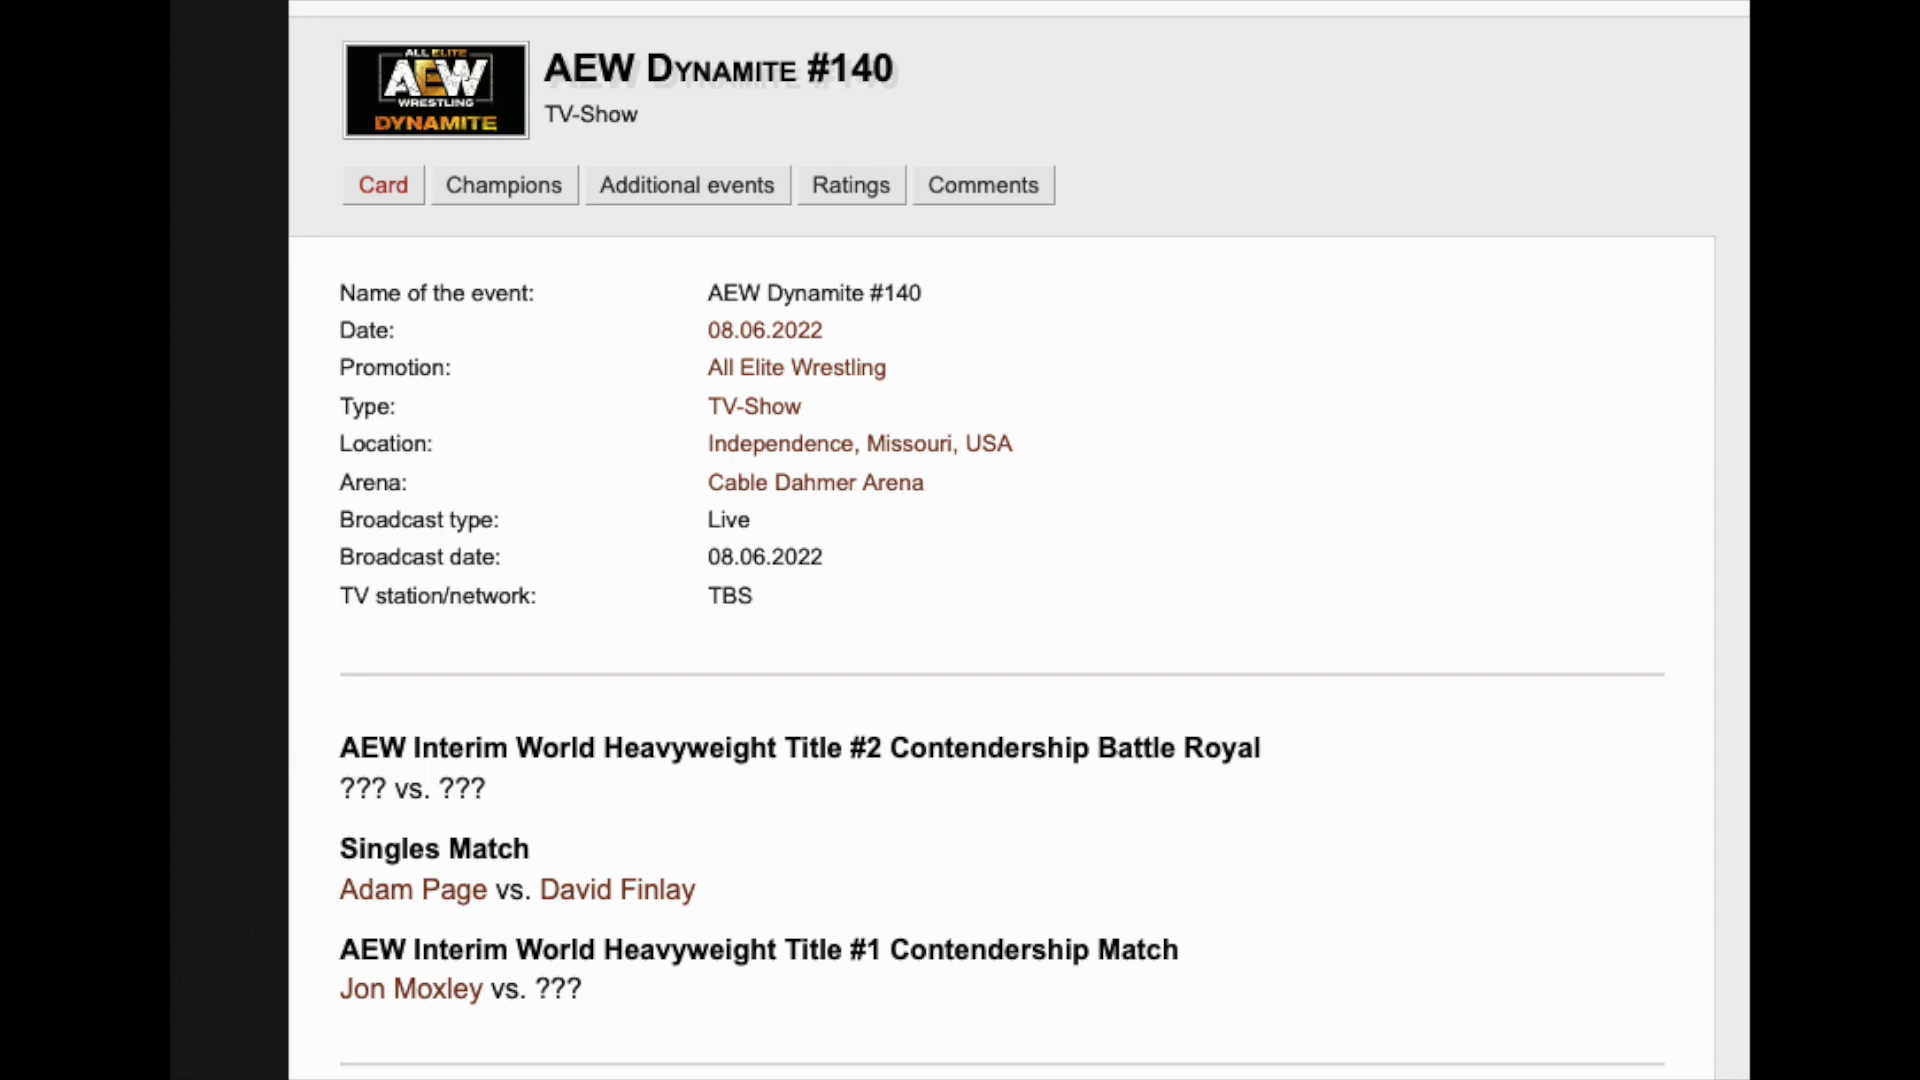 ALL ELITE
AEW
WRESTLING
DYNAMITE
AEW DYNAMITE #140
TV-Show
Card
Champions
Additional events
Ratings
Comments
Name of the event: AEW Dynamite #140
Date: 08.06.2022
Promotion: All Elite Wrestling
Type: TV-Show
Location: Independence, Missouri, USA
Arena: Cable Dahmer Arena
Broadcast type: Live
Broadcast date: 08.06.2022
TV station/network: TBS
AEW Interim World Heavyweight Title #2 Contendership Battle Royal
??? vs. ???
Singles Match
Adam Page vs. David Finlay
AEW Interim World Heavyweight Title #1 Contendership Match
Jon Moxley vs. ???